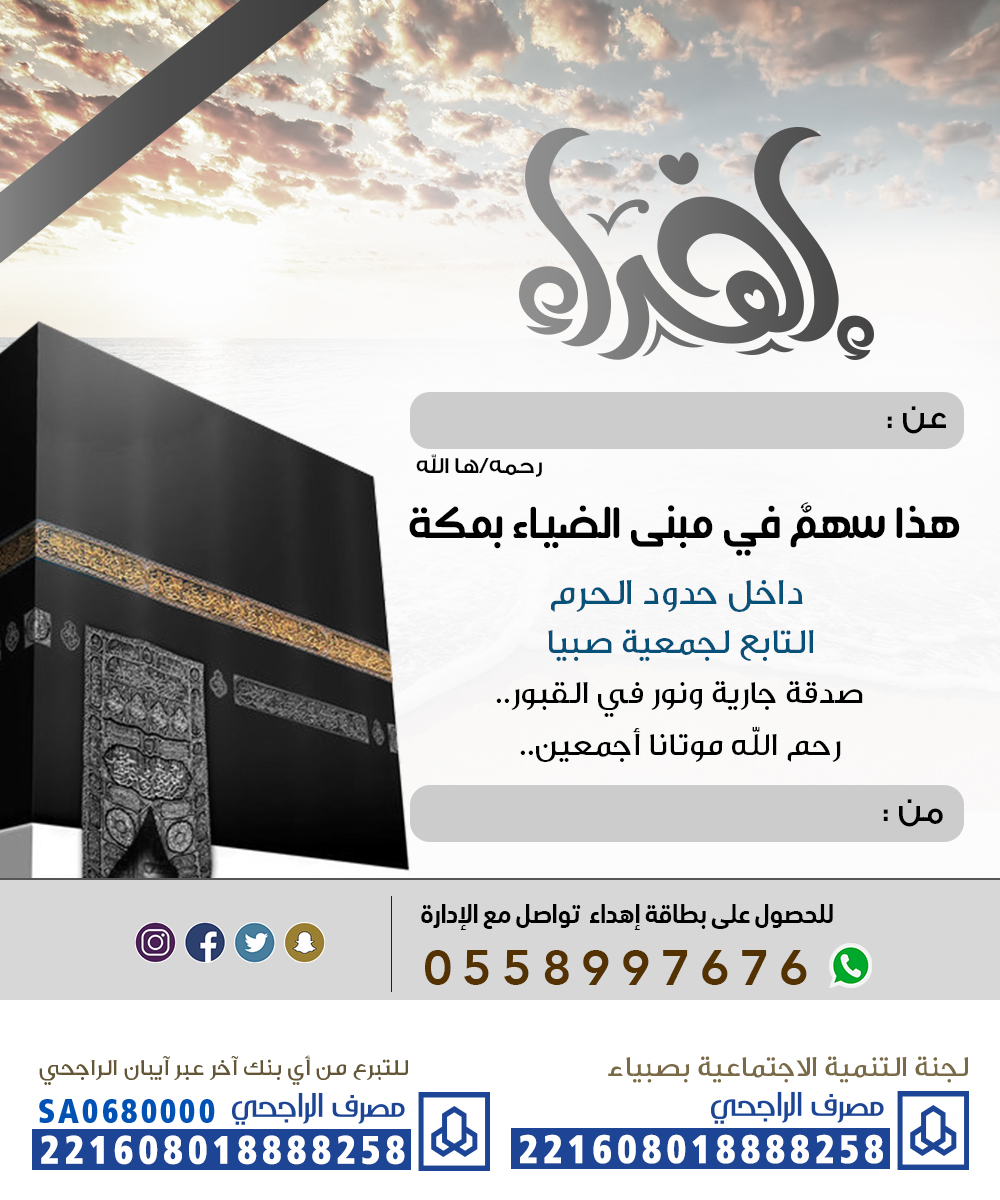 إهداء
عن :
رحمه/ها الله
هذا سهمٌ في مبنى الضياء بمكة
داخل حدود الحرم
التابع لجمعية صبيا
صدقة جارية ونور في القبور..
رحم الله موتانا أجمعين..
من :
للحصول على بطاقة إهداء تواصل مع الإدارة
0558997676
لجنة التنمية الاجتماعية بصبياء
مصرف الراجحي
221608018888258
للتبرع من أي بنك آخر عبر آيبان الراجحي
مصرف الراجحي SA0680000
221608018888258